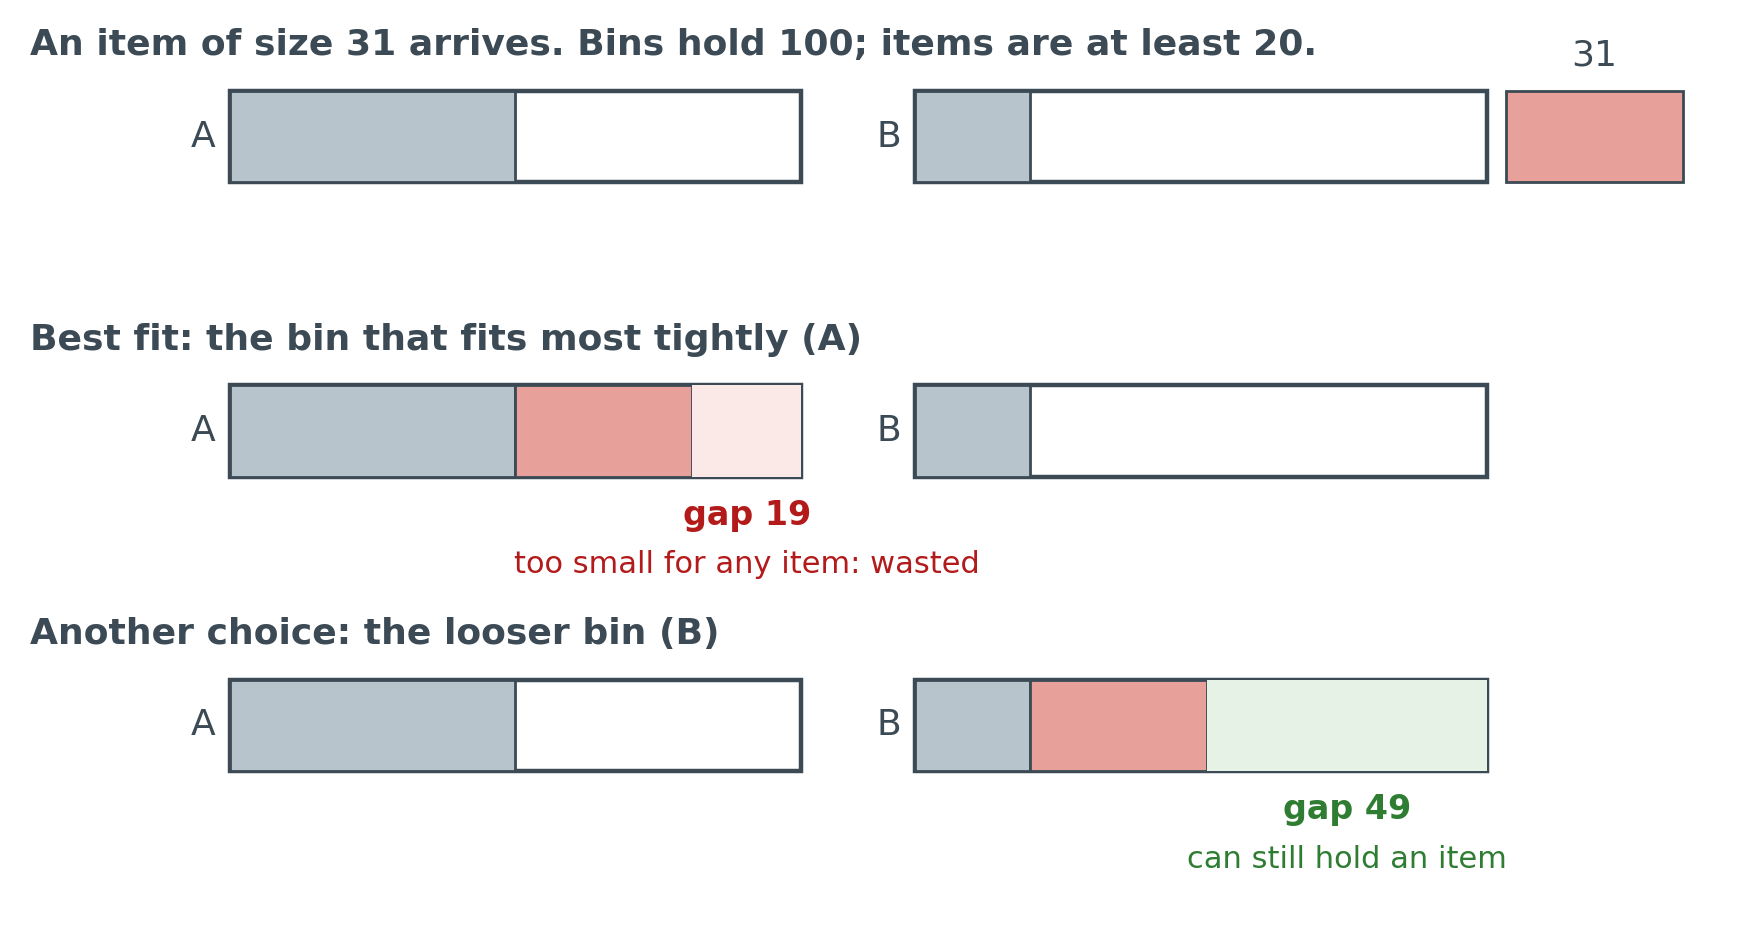 An item of size 31 arrives. Bins hold 100; items are at least 20.
31
A
B
Best fit: the bin that fits most tightly (A)
A
B
gap 19
too small for any item: wasted
Another choice: the looser bin (B)
A
B
gap 49
can still hold an item